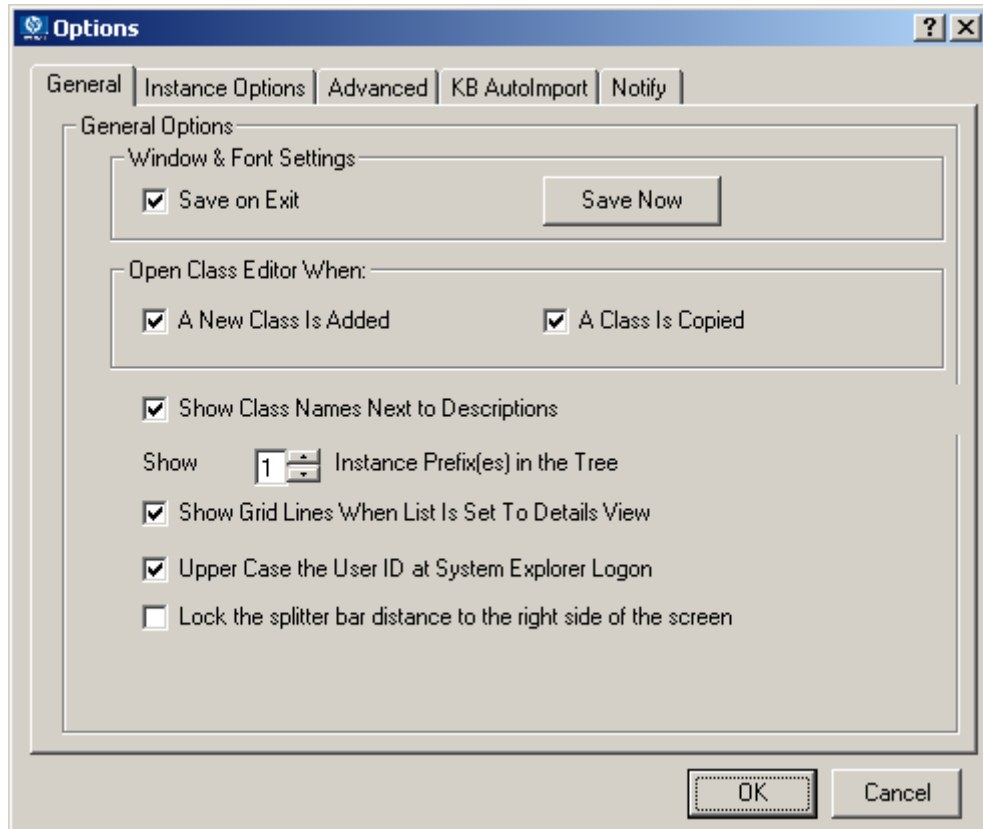 Options
General Instance Options Advanced KB AutoImport Notify
General Options
Window & Font Settings
Save on Exit Save Now
Open Class Editor When:
A New Class Is Added A Class Is Copied
Show Class Names Next to Descriptions
Show 1 Instance Prefix(es) in the Tree
Show Grid Lines When List Is Set To Details View
Upper Case the User ID at System Explorer Logon
Lock the splitter bar distance to the right side of the screen
OK Cancel